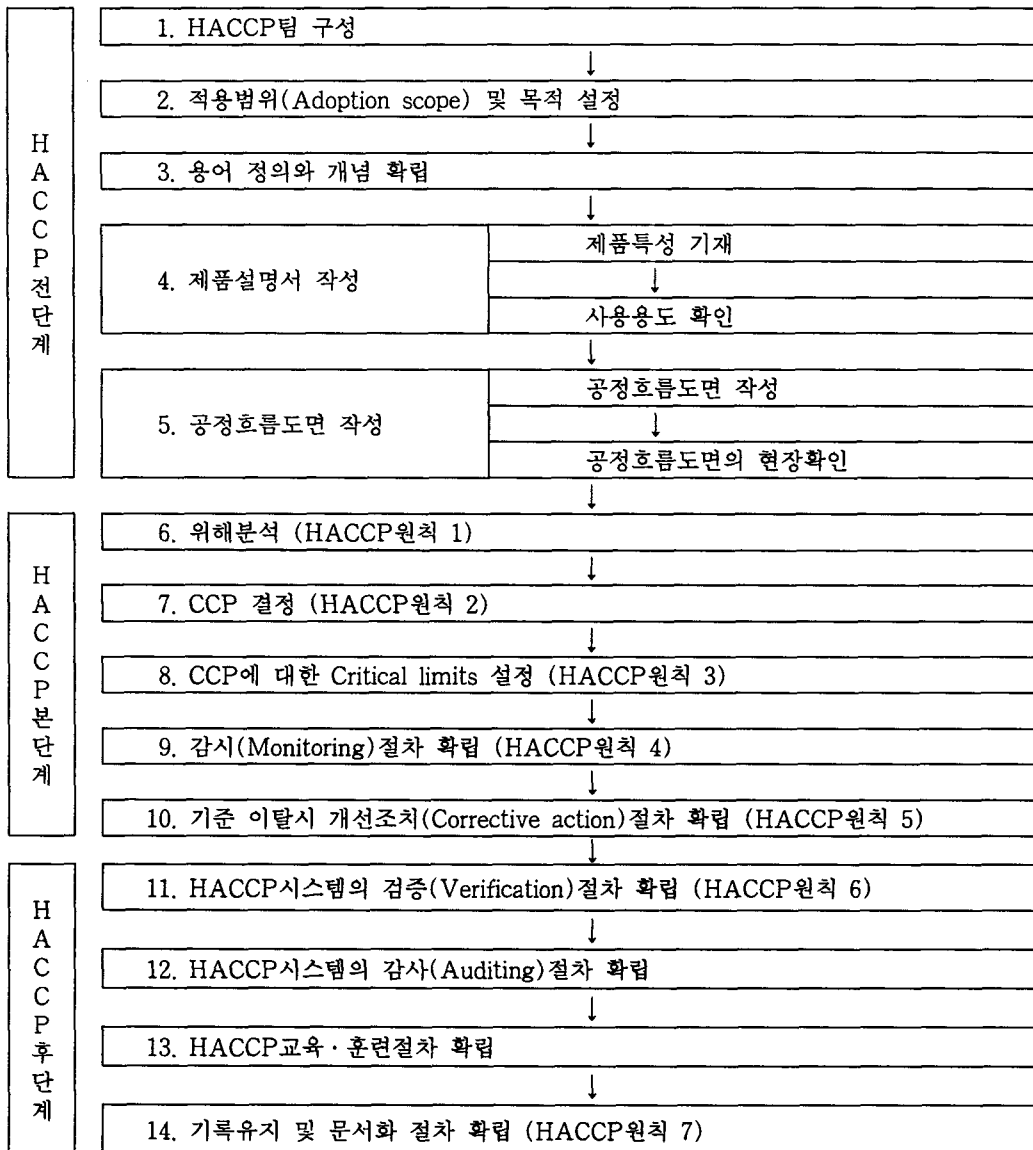 HACCP전단계
1. HACCP팀 구성
2. 적용범위(Adoption scope) 및 목적 설정
3. 용어 정의와 개념 확립
4. 제품설명서 작성
제품특성 기재
사용용도 확인
5. 공정흐름도면 작성
공정흐름도면 작성
공정흐름도면의 현장확인
HACCP본단계
6. 위해분석 (HACCP원칙 1)
7. CCP 결정 (HACCP원칙 2)
8. CCP에 대한 Critical limits 설정 (HACCP원칙 3)
9. 감시(Monitoring)절차 확립 (HACCP원칙 4)
10. 기준 이탈시 개선조치(Corrective action)절차 확립 (HACCP원칙 5)
HACCP후단계
11. HACCP시스템의 검증(Verification)절차 확립 (HACCP원칙 6)
12. HACCP시스템의 감사(Auditing)절차 확립
13. HACCP교육·훈련절차 확립
14. 기록유지 및 문서화 절차 확립 (HACCP원칙 7)